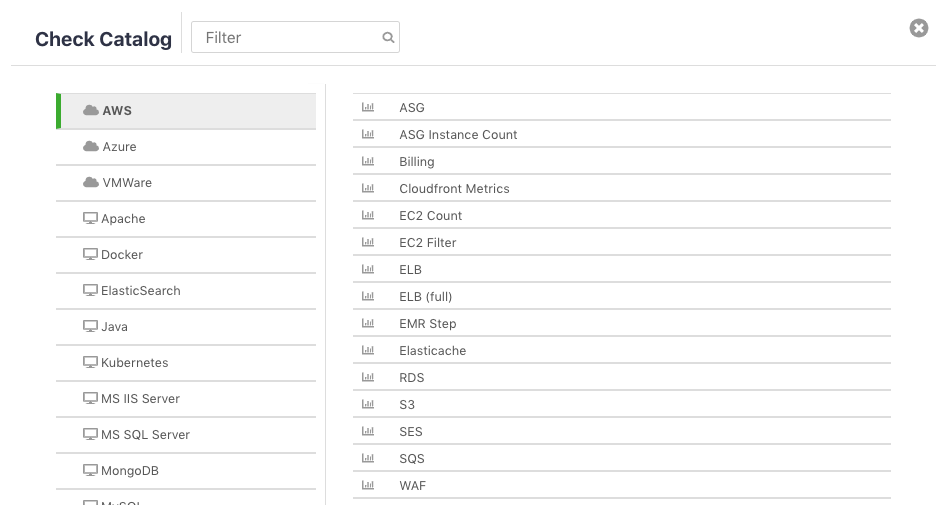 Check Catalog
Filter
AWS
Azure
VMWare
Apache
Docker
ElasticSearch
Java
Kubernetes
MS IIS Server
MS SQL Server
MongoDB
MySQL
ASG
ASG Instance Count
Billing
Cloudfront Metrics
EC2 Count
EC2 Filter
ELB
ELB (full)
EMR Step
Elasticache
RDS
S3
SES
SQS
WAF